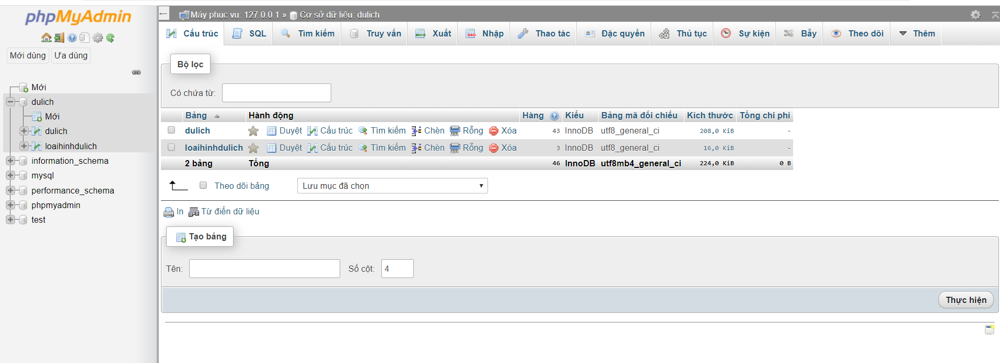 phpMyAdmin
Mới dùng Ưa dùng
Mới
dulich
Mới
dulich
loaihinhdulich
information_schema
mysql
performance_schema
phpmyadmin
test
Máy phục vụ: 127.0.0.1 » Cơ sở dữ liệu: dulich
Cấu trúc SQL Tìm kiếm Truy vấn Xuất Nhập Thao tác Đặc quyền Thủ tục Sự kiện Bẫy Theo dõi Thêm
Bộ lọc
Có chứa từ:
Bảng Hành động Hàng Kiểu Bảng mã đối chiếu Kích thước Tổng chi phí
dulich Duyệt Cấu trúc Tìm kiếm Chèn Rỗng Xóa 43 InnoDB utf8_general_ci 208,0 KiB -
loaihinhdulich Duyệt Cấu trúc Tìm kiếm Chèn Rỗng Xóa 3 InnoDB utf8_general_ci 16,0 KiB -
2 bảng Tổng 46 InnoDB utf8mb4_general_ci 224,0 KiB 0 B
Theo dõi bảng Lưu mục đã chọn
In Từ điển dữ liệu
Tạo bảng
Tên: Số cột: 4
Thực hiện